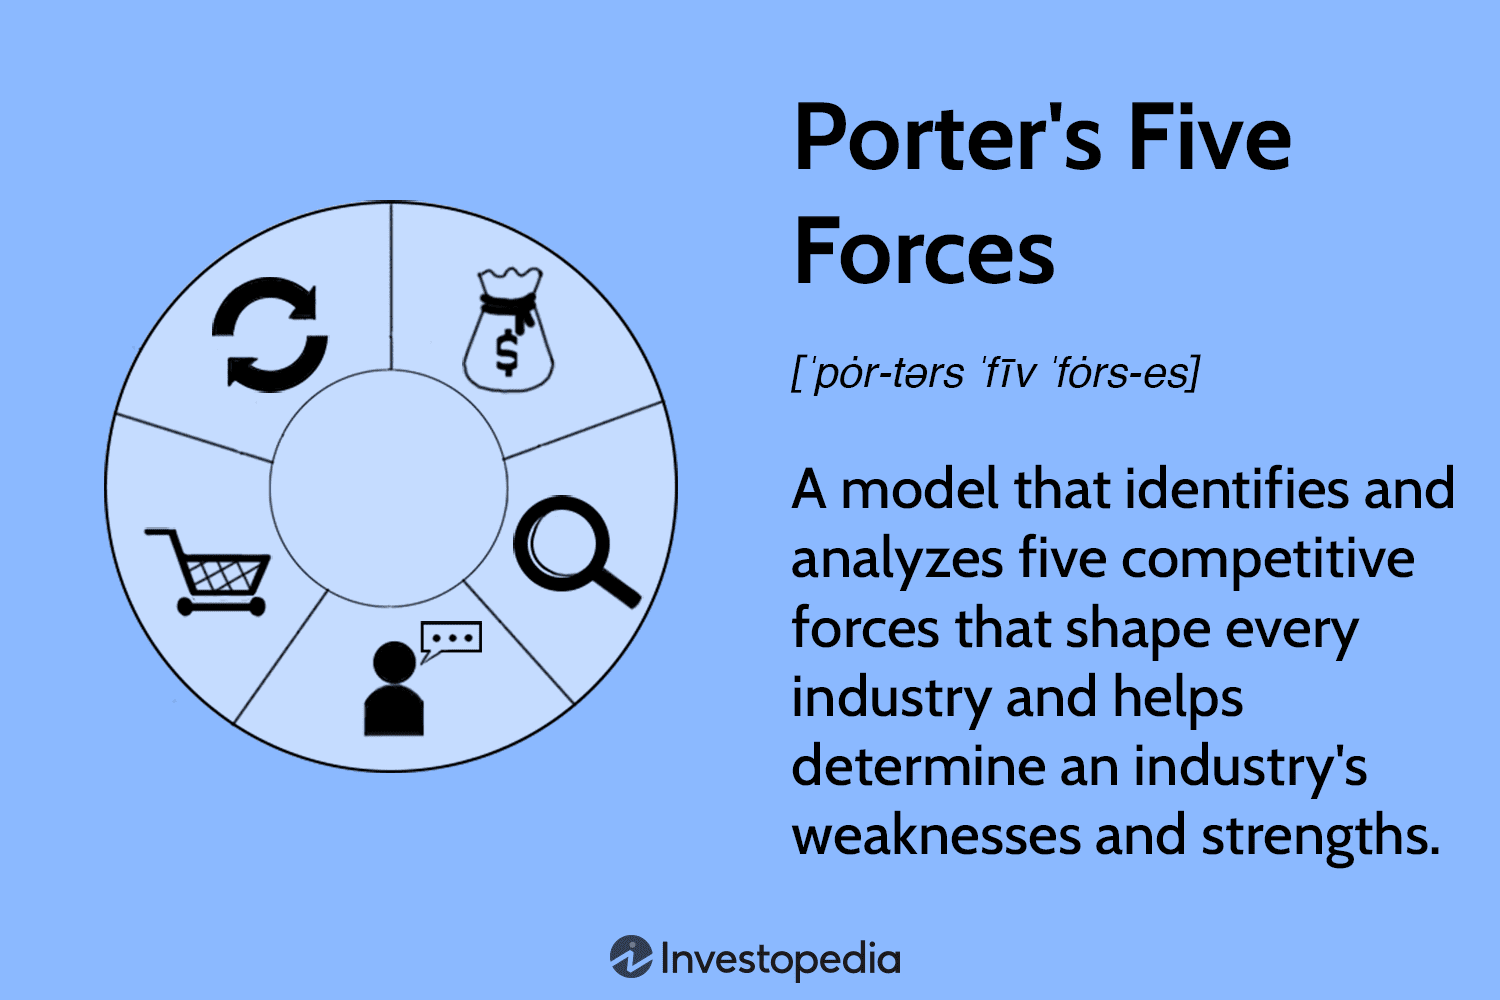 Porter's Five
Forces
[ˈpȯr-tərs ˈfīv ˈfȯrs-es]
A model that identifies and
analyzes five competitive
forces that shape every
industry and helps
determine an industry's
weaknesses and strengths.
$
Investopedia